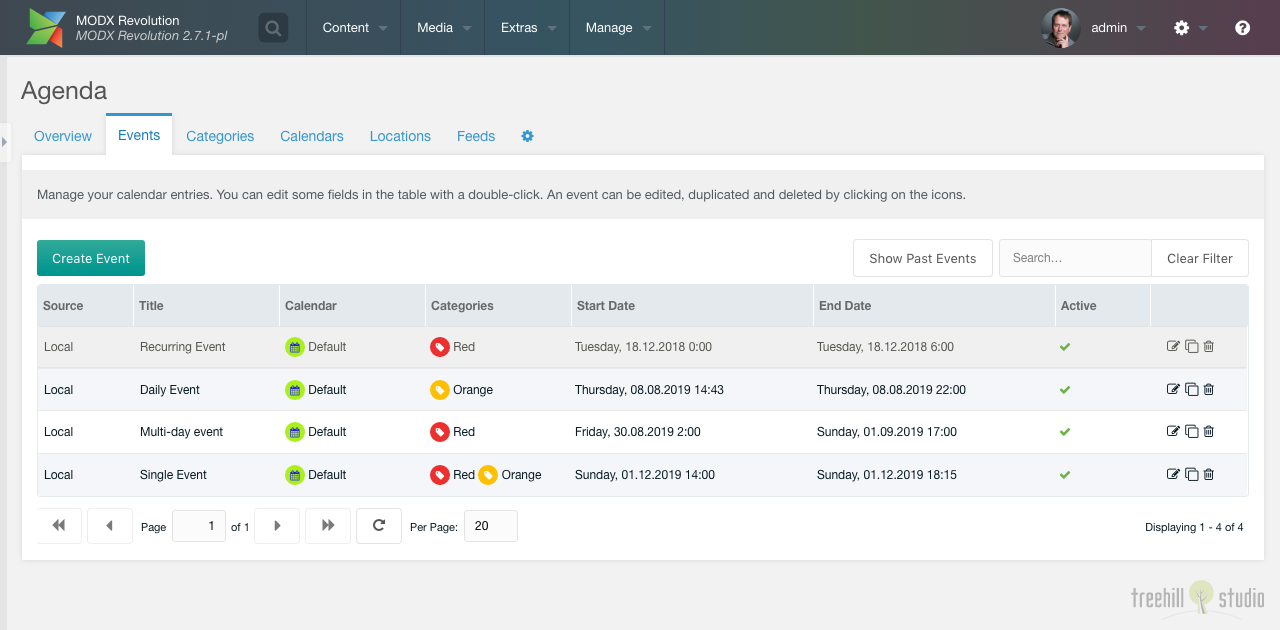 MODX Revolution
MODX Revolution 2.7.1-pl
Content Media Extras Manage admin
Agenda
Overview Events Categories Calendars Locations Feeds
Manage your calendar entries. You can edit some fields in the table with a double-click. An event can be edited, duplicated and deleted by clicking on the icons.
Create Event Show Past Events Search... Clear Filter
Source Title Calendar Categories Start Date End Date Active
Local Recurring Event Default Red Tuesday, 18.12.2018 0:00 Tuesday, 18.12.2018 6:00
Local Daily Event Default Orange Thursday, 08.08.2019 14:43 Thursday, 08.08.2019 22:00
Local Multi-day event Default Red Friday, 30.08.2019 2:00 Sunday, 01.09.2019 17:00
Local Single Event Default Red Orange Sunday, 01.12.2019 14:00 Sunday, 01.12.2019 18:15
Page 1 of 1 Per Page: 20 Displaying 1 - 4 of 4
treehill studio